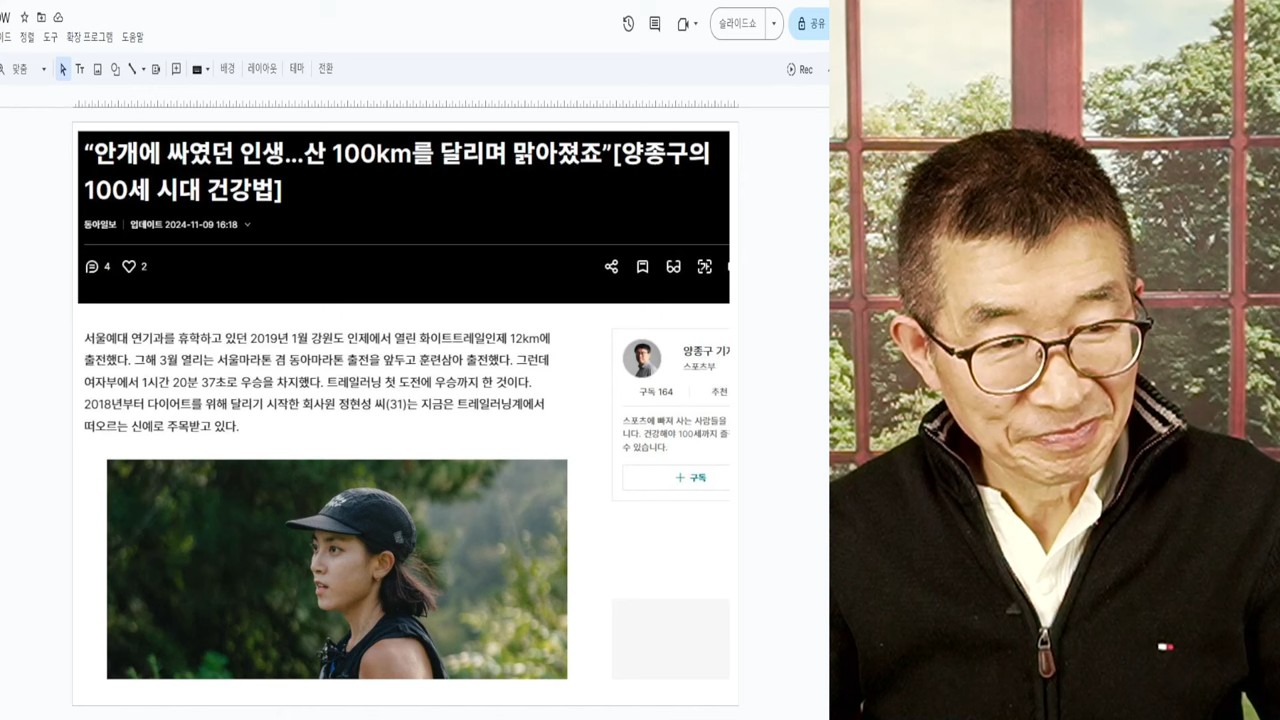 정렬 도구 확장 프로그램 도움말
슬라이드쇼
공유
맞춤
배경 레이아웃 테마 전환
Rec
“안개에 싸였던 인생…산 100km를 달리며 맑아졌죠”[양종구의
100세 시대 건강법]
동아일보 업데이트 2024-11-09 16:18
4 2
서울예대 연기과를 휴학하고 있던 2019년 1월 강원도 인제에서 열린 화이트트레일인제 12km에
출전했다. 그해 3월 열리는 서울마라톤 겸 동아마라톤 출전을 앞두고 훈련삼아 출전했다. 그런데
여자부에서 1시간 20분 37초로 우승을 차지했다. 트레일러닝 첫 도전에 우승까지 한 것이다.
2018년부터 다이어트를 위해 달리기 시작한 회사원 정현성 씨(31)는 지금은 트레일러닝계에서
떠오르는 신예로 주목받고 있다.
양종구
스포츠부
구독 164 추천
스포츠에 빠져 사는 사람들을
니다. 건강해야 100세까지
수 있습니다.
+ 구독